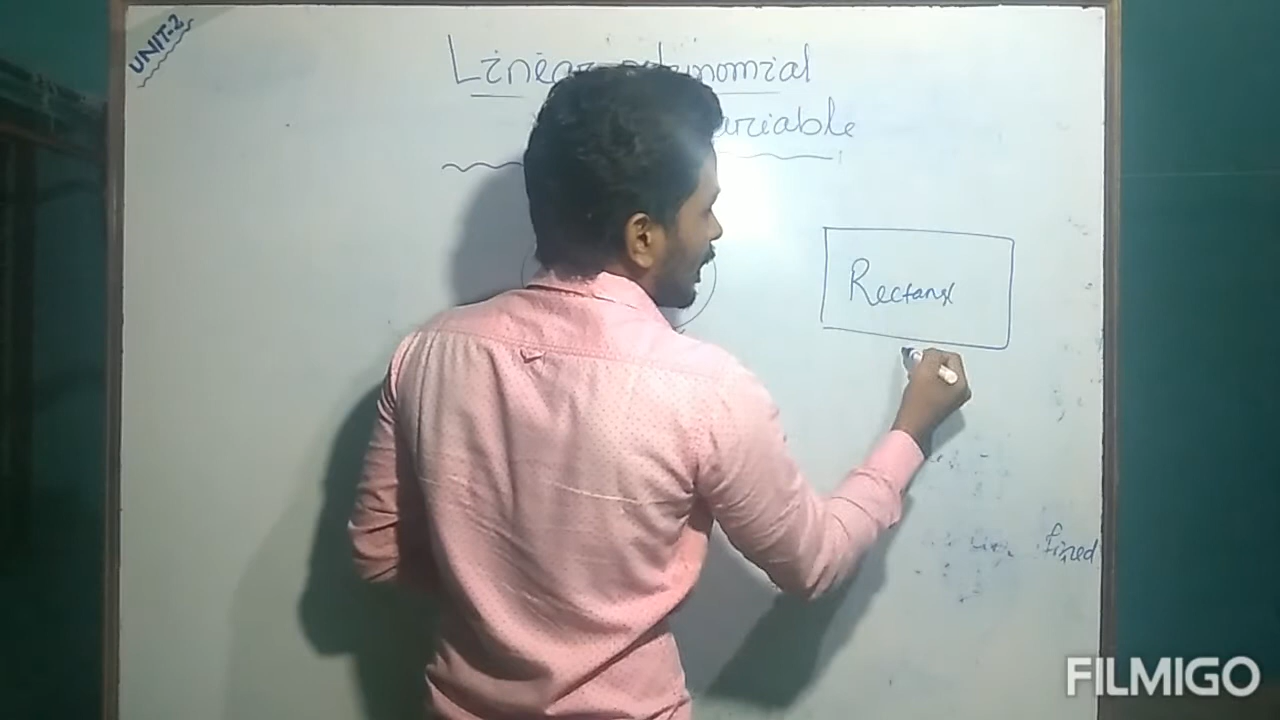 UNIT-2
Linear polynomial
variable
Rectangl
fixed
FILMIGO